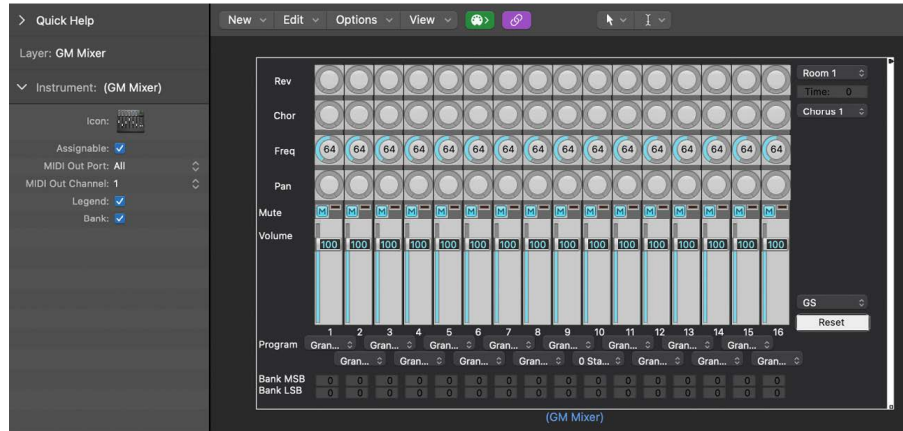 Quick Help
New Edit Options View
Layer: GM Mixer
Instrument: (GM Mixer)
Icon:
Assignable:
MIDI Out Port: All
MIDI Out Channel: 1
Legend:
Bank:
Rev
Room 1
Time: 0
Chor
Chorus 1
Freq 64 64 64 64 64 64 64 64 64 64 64 64 64 64 64 64
Pan
Mute M M M M M M M M M M M M M M M M
Volume
100 100 100 100 100 100 100 100 100 100 100 100 100 100 100 100
GS
Reset
1 2 3 4 5 6 7 8 9 10 11 12 13 14 15 16
Program Gran... Gran... Gran... Gran... Gran... Gran... Gran... Gran...
Gran... Gran... Gran... Gran... 0 Sta... Gran... Gran... Gran...
Bank MSB 0 0 0 0 0 0 0 0 0 0 0 0 0 0 0 0
Bank LSB 0 0 0 0 0 0 0 0 0 0 0 0 0 0 0 0
(GM Mixer)